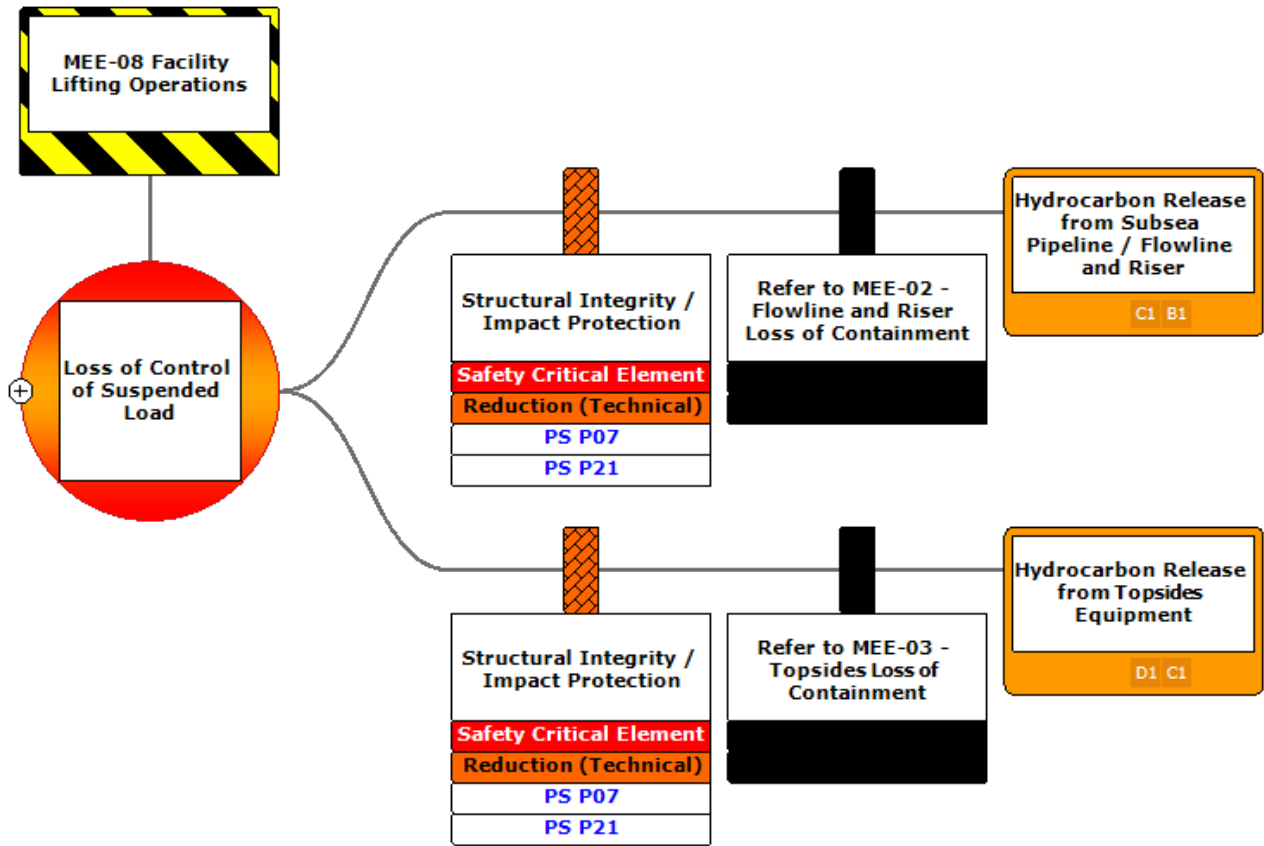 MEE-08 Facility
Lifting Operations
Loss of Control
of Suspended
Load
Structural Integrity /
Impact Protection
Safety Critical Element
Reduction (Technical)
PS P07
PS P21
Refer to MEE-02 -
Flowline and Riser
Loss of Containment
Hydrocarbon Release
from Subsea
Pipeline / Flowline
and Riser
C1 B1
Structural Integrity /
Impact Protection
Safety Critical Element
Reduction (Technical)
PS P07
PS P21
Refer to MEE-03 -
Topsides Loss of
Containment
Hydrocarbon Release
from Topsides
Equipment
D1 C1